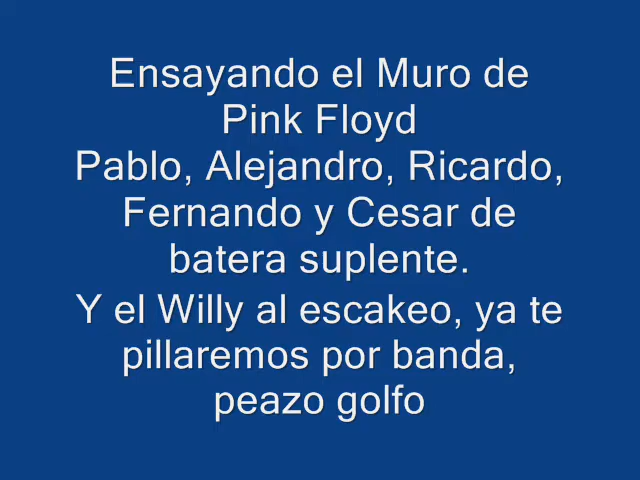 Ensayando el Muro de
Pink Floyd
Pablo, Alejandro, Ricardo,
Fernando y Cesar de
batera suplente.
Y el Willy al escakeo, ya te
pillaremos por banda,
peazo golfo